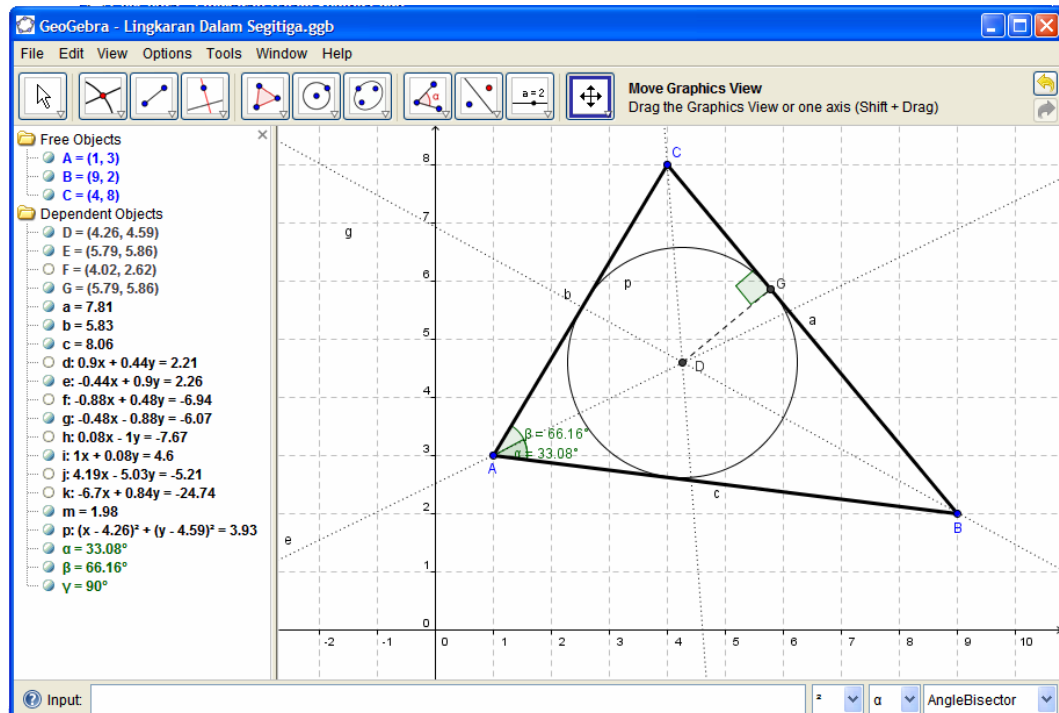 GeoGebra - Lingkaran Dalam Segitiga.ggb
File Edit View Options Tools Window Help
a=2
Move Graphics View
Drag the Graphics View or one axis (Shift + Drag)
Free Objects
A = (1, 3)
B = (9, 2)
C = (4, 8)
Dependent Objects
D = (4.26, 4.59)
E = (5.79, 5.86)
F = (4.02, 2.62)
G = (5.79, 5.86)
a = 7.81
b = 5.83
c = 8.06
d: 0.9x + 0.44y = 2.21
e: -0.44x + 0.9y = 2.26
f: -0.88x + 0.48y = -6.94
g: -0.48x - 0.88y = -6.07
h: 0.08x - 1y = -7.67
i: 1x + 0.08y = 4.6
j: 4.19x - 5.03y = -5.21
k: -6.7x + 0.84y = -24.74
m = 1.98
p: (x - 4.26)² + (y - 4.59)² = 3.93
α = 33.08°
β = 66.16°
γ = 90°
8
C
7
g
6
p
G
b
a
5
D
4
β = 66.16°
α = 33.08°
3
A
c
2
B
e
1
0
-2 -1 0 1 2 3 4 5 6 7 8 9 10
Input:
²
α
AngleBisector